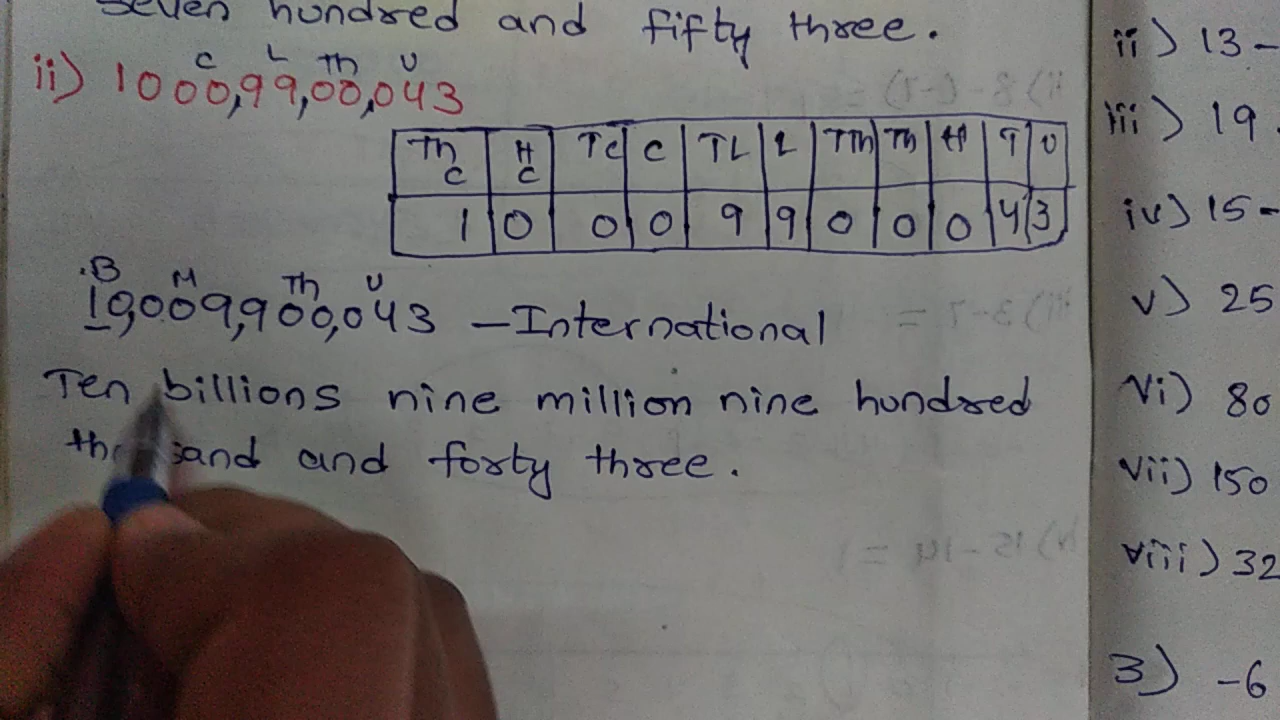 seven hundred and fifty three.
C L Th U
ii) 1000,99,00,043
Th C H C TC C TL L TTh Th H T U
1 0 0 0 9 9 0 0 0 4 3
B M Th U
10,009,900,043 – International
Ten billions nine million nine hundred
and forty three.
ii) 13 -
iii) 19
iv) 15 -
v) 25
vi) 80
vii) 150
viii) 32
3) -6